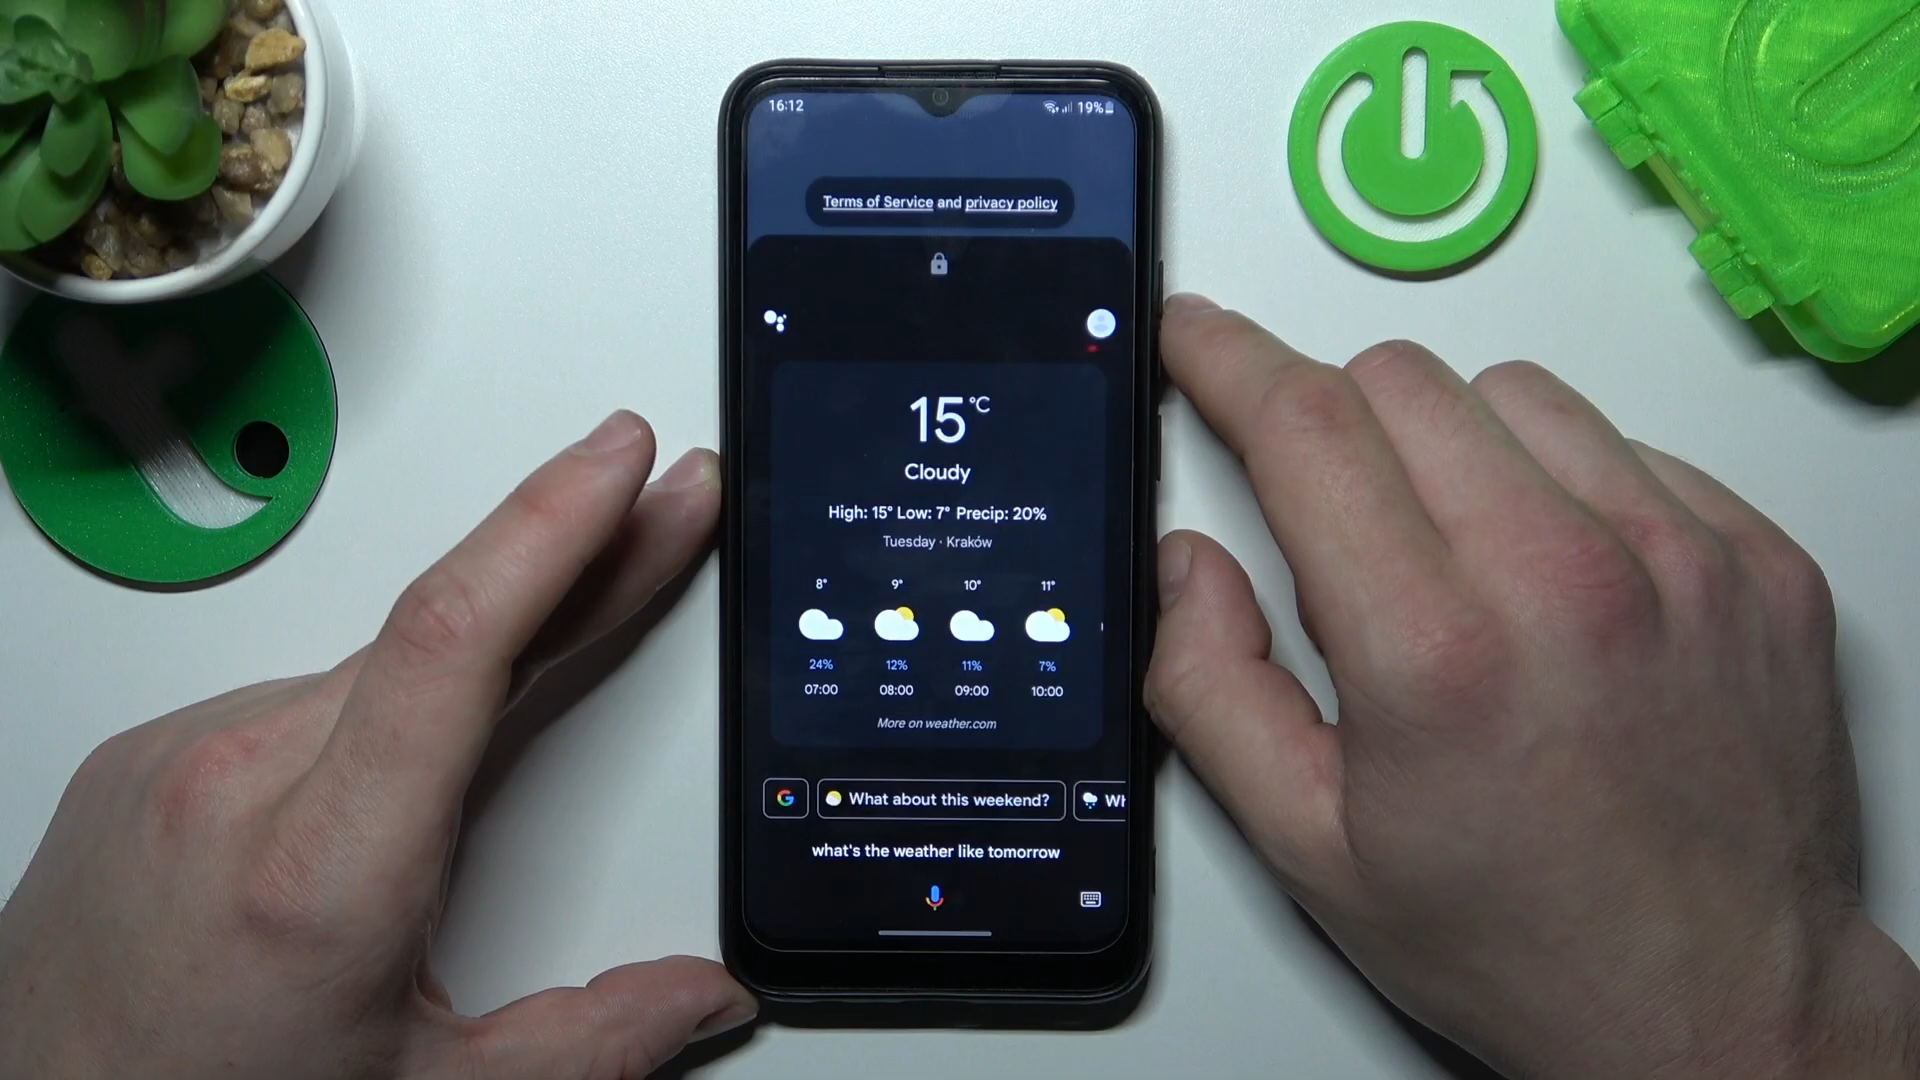 16:12
19%
Terms of Service and privacy policy
15°C
Cloudy
High: 15° Low: 7° Precip: 20%
Tuesday · Kraków
8° 9° 10° 11°
24% 12% 11% 7%
07:00 08:00 09:00 10:00
More on weather.com
G What about this weekend? Wh
what's the weather like tomorrow